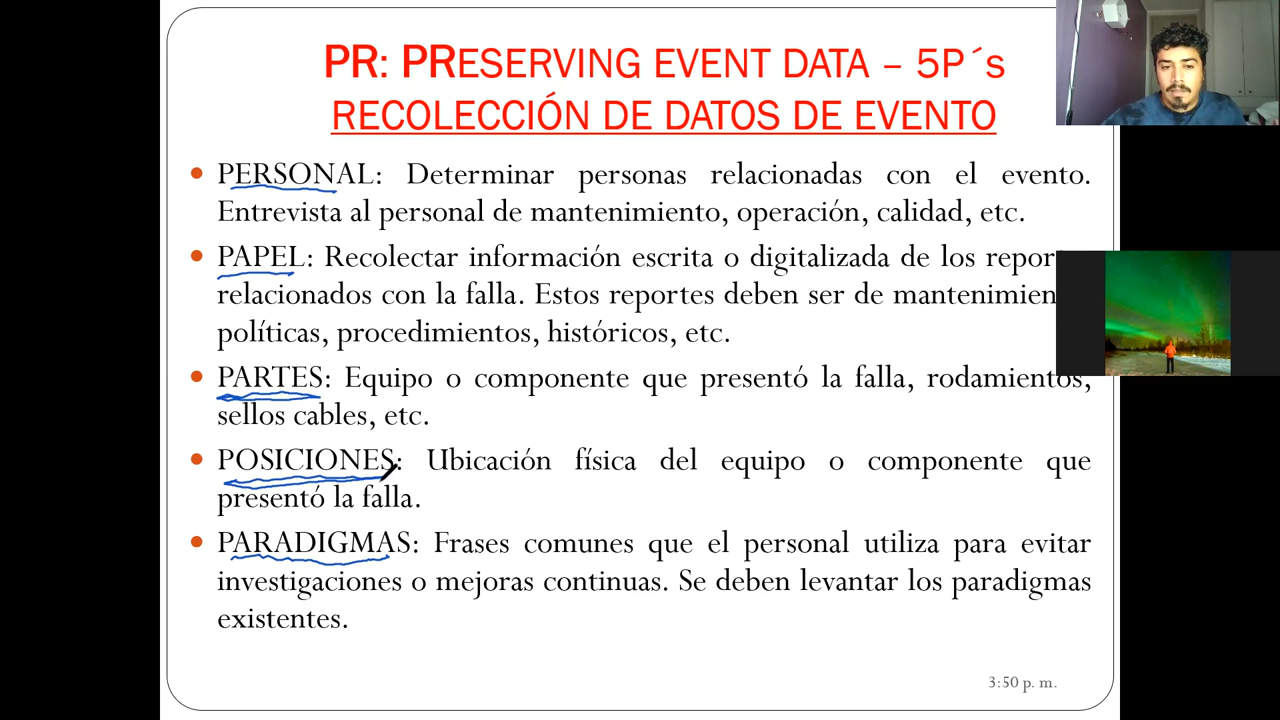 PR: PRESERVING EVENT DATA – 5P´s
RECOLECCIÓN DE DATOS DE EVENTO
• PERSONAL: Determinar personas relacionadas con el evento.
Entrevista al personal de mantenimiento, operación, calidad, etc.
• PAPEL: Recolectar información escrita o digitalizada de los repor
relacionados con la falla. Estos reportes deben ser de mantenimien
políticas, procedimientos, históricos, etc.
• PARTES: Equipo o componente que presentó la falla, rodamientos,
sellos cables, etc.
• POSICIONES: Ubicación física del equipo o componente que
presentó la falla.
• PARADIGMAS: Frases comunes que el personal utiliza para evitar
investigaciones o mejoras continuas. Se deben levantar los paradigmas
existentes.
3:50 p. m.